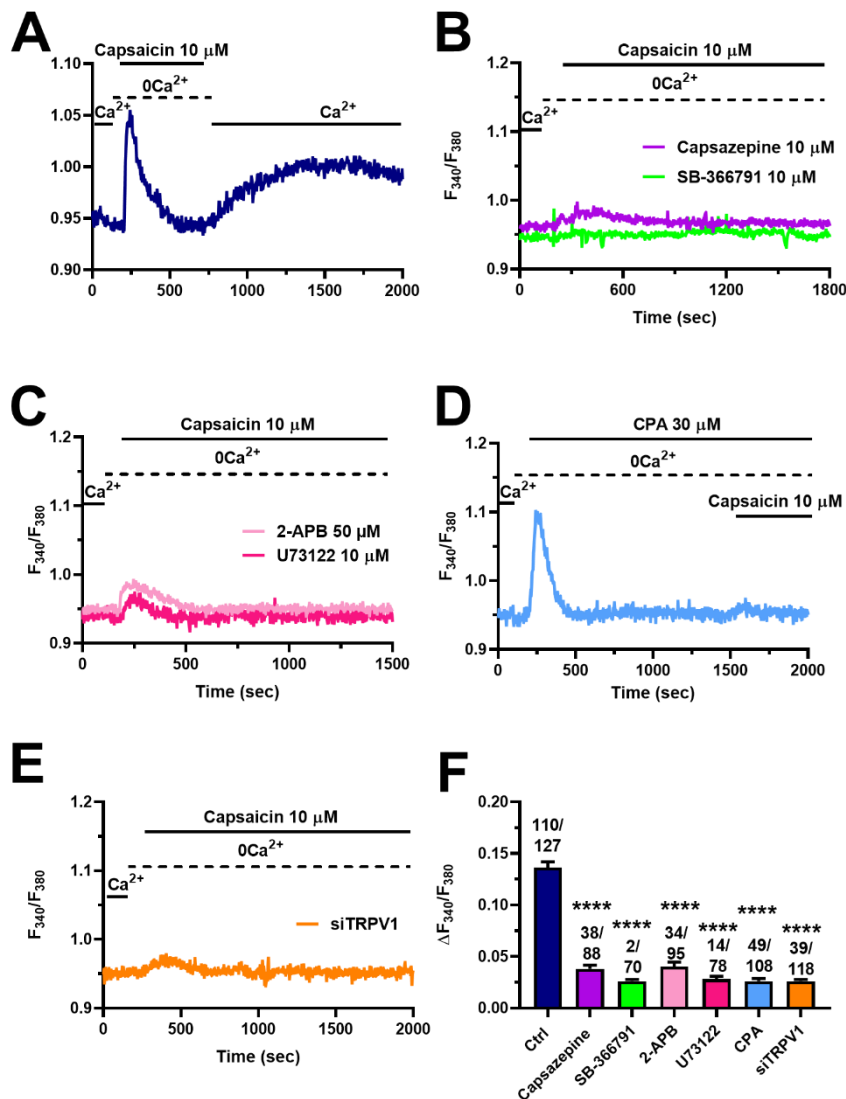 A
Capsaicin 10 μM
0Ca2+
Ca2+
Ca2+
1.10
1.05
1.00
0.95
0.90
0
500
1000
1500
2000
B
Capsaicin 10 μM
0Ca2+
Ca2+
Capsazepine 10 μM
SB-366791 10 μM
F340/F380
1.2
1.1
1.0
0.9
0
600
1200
1800
Time (sec)
C
Capsaicin 10 μM
0Ca2+
Ca2+
2-APB 50 μM
U73122 10 μM
F340/F380
1.2
1.1
1.0
0.9
0
500
1000
1500
Time (sec)
D
CPA 30 μM
0Ca2+
Ca2+
Capsaicin 10 μM
F340/F380
1.2
1.1
1.0
0.9
0
500
1000
1500
2000
Time (sec)
E
Capsaicin 10 μM
0Ca2+
Ca2+
siTRPV1
F340/F380
1.2
1.1
1.0
0.9
0
500
1000
1500
2000
Time (sec)
F
ΔF340/F380
0.20
0.15
0.10
0.05
0.00
110/
127
****
38/
88
****
2/
70
****
34/
95
****
14/
78
****
49/
108
****
39/
118
Ctrl
Capsazepine
SB-366791
2-APB
U73122
CPA
siTRPV1